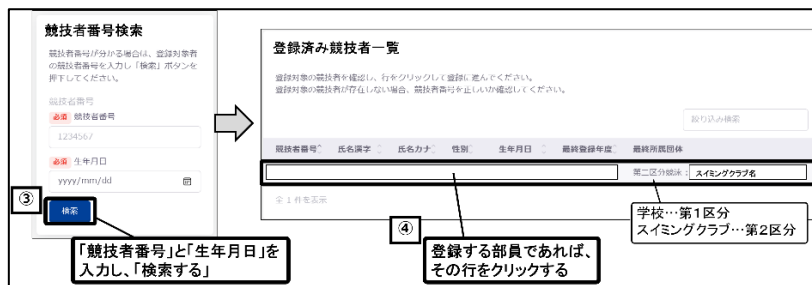 競技者番号検索
競技者番号が分かる場合は、登録対象者
の競技者番号を入力し「検索」ボタンを
押下してください。
競技者番号
必須 競技者番号
1234567
必須 生年月日
yyyy/mm/dd
③
検索
「競技者番号」と「生年月日」を
入力し、「検索する」
登録済み競技者一覧
登録対象の競技者を確認し、行をクリックして登録に進んでください。
登録対象の競技者が存在しない場合、競技者番号を正しいか確認してください。
絞り込み検索
競技者番号 氏名漢字 氏名カナ 性別 生年月日 最終登録年度 最終所属団体
第二区分競泳： スイミングクラブ名
全 1 件を表示
④
登録する部員であれば、
その行をクリックする
学校…第１区分
スイミングクラブ…第２区分